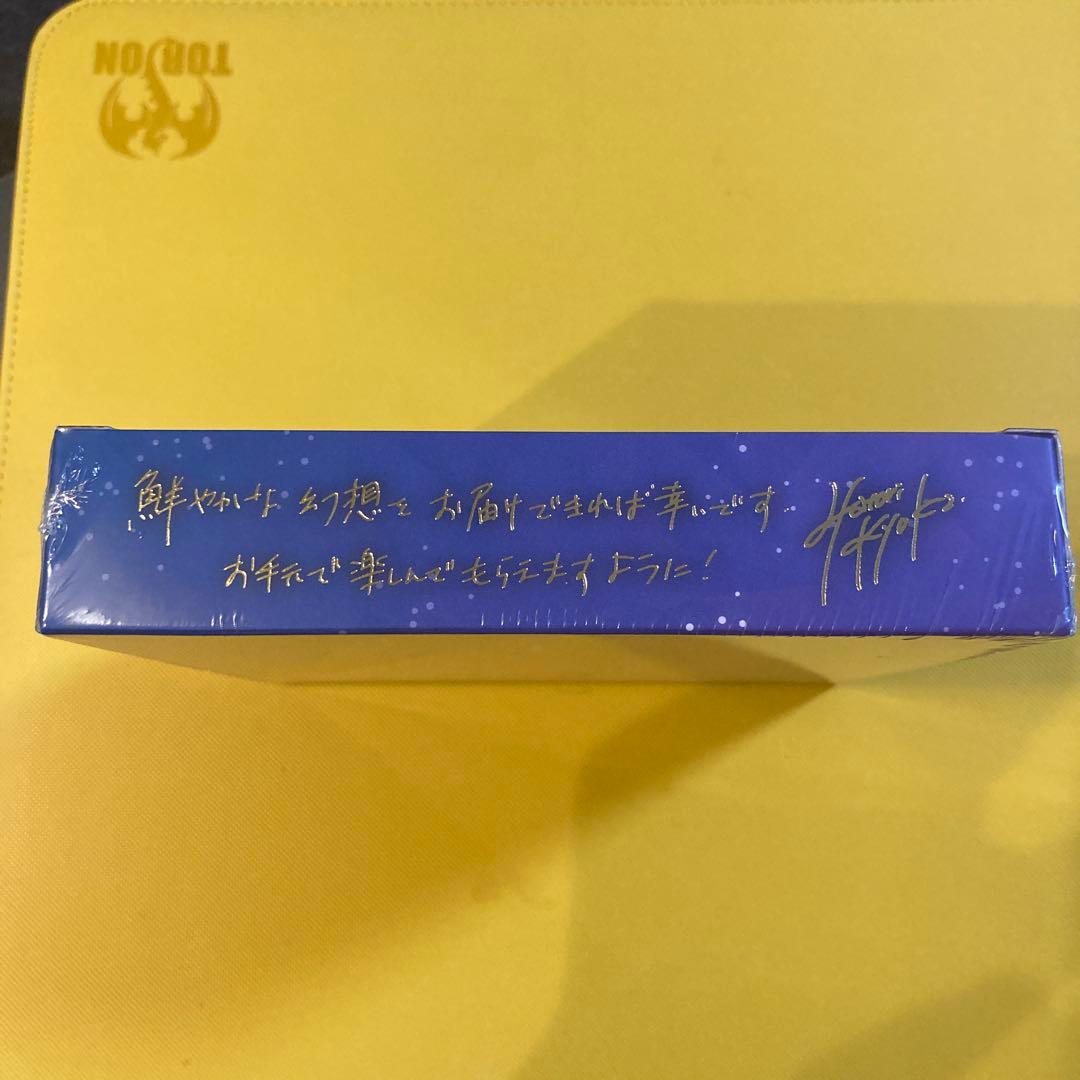 TORSON
鮮やかな幻想をお届けできれば幸いです。
お手元で楽しんでもらえますように!